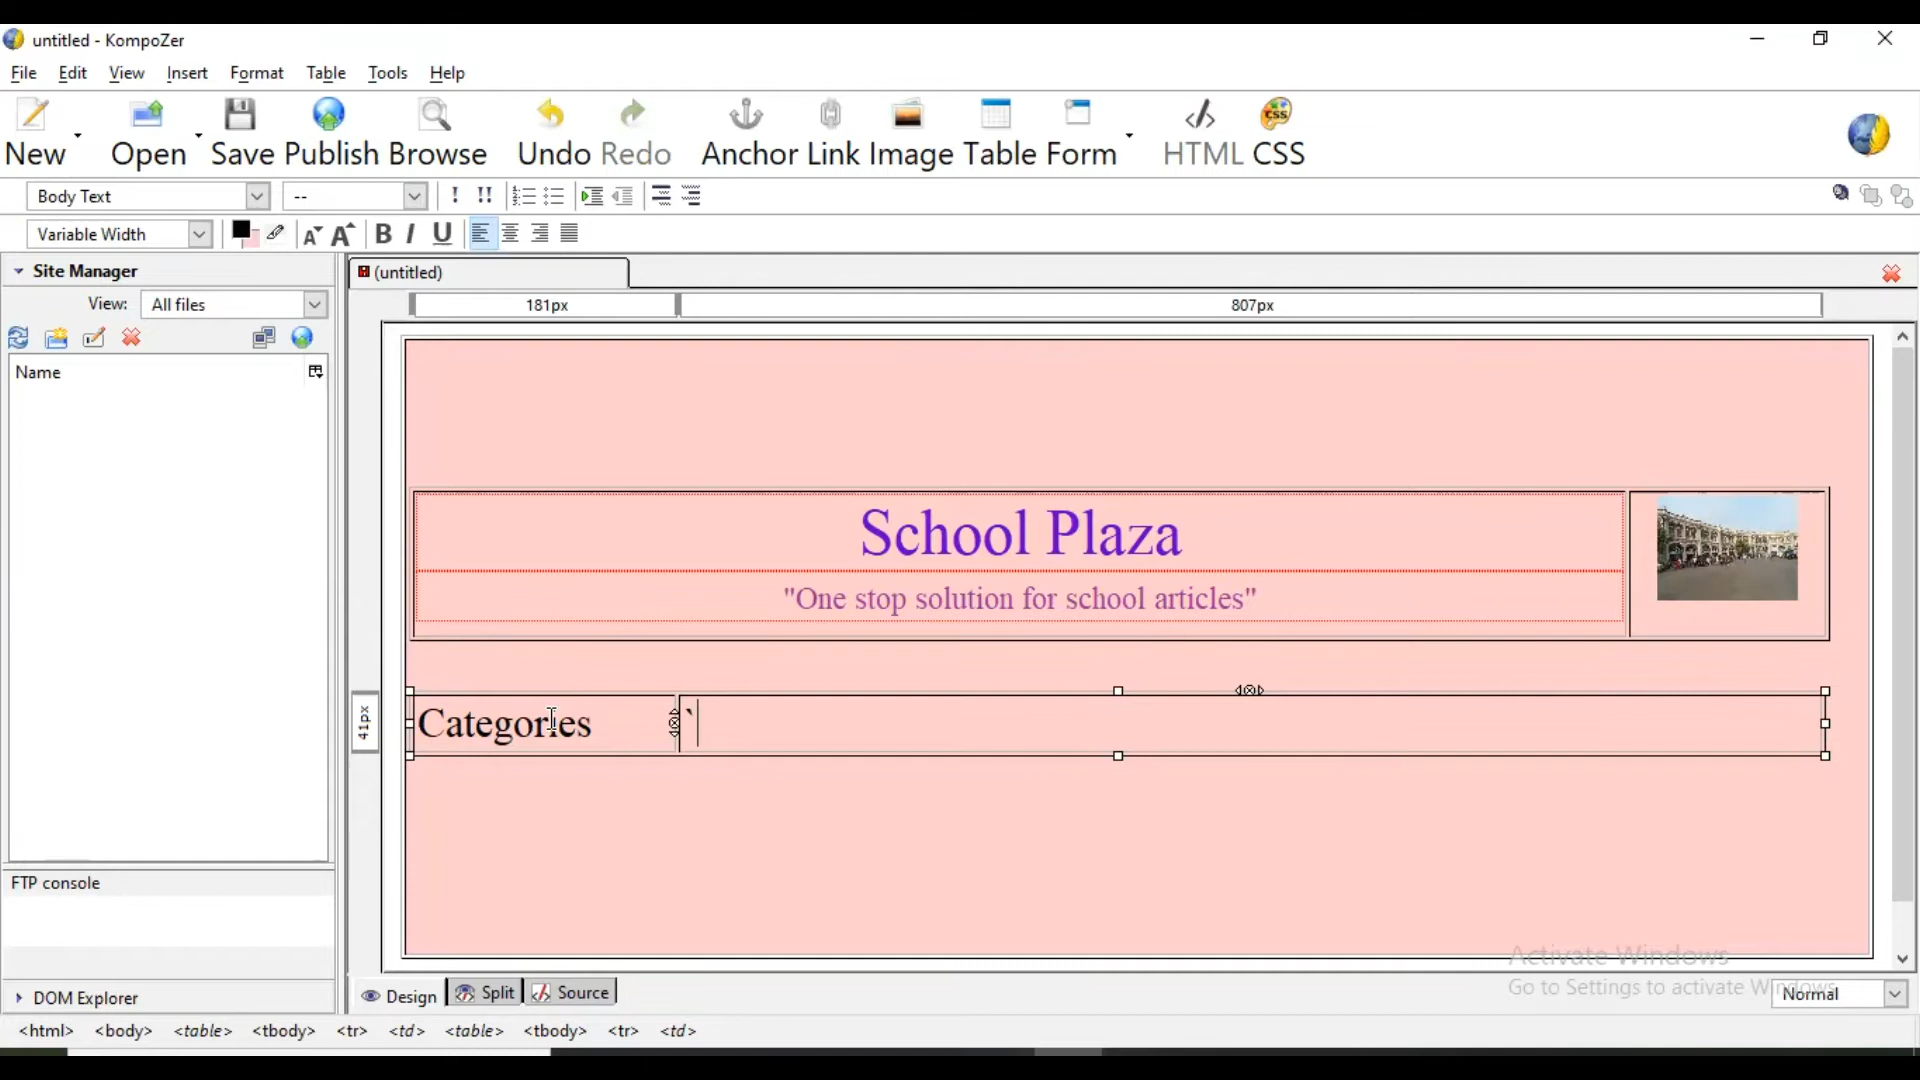 untitled - KompoZer
File Edit View Insert Format Table Tools Help
New Open Save Publish Browse Undo Redo Anchor Link Image Table Form HTML CSS
Body Text -- ! !!
Variable Width A A B I U
Site Manager (untitled)
View: All files 181px 807px
Name
School Plaza
"One stop solution for school articles"
41px Categories `
FTP console
Activate Windows
Go to Settings to activate Windows.
DOM Explorer Design Split Source Normal
<html> <body> <table> <tbody> <tr> <td> <table> <tbody> <tr> <td>